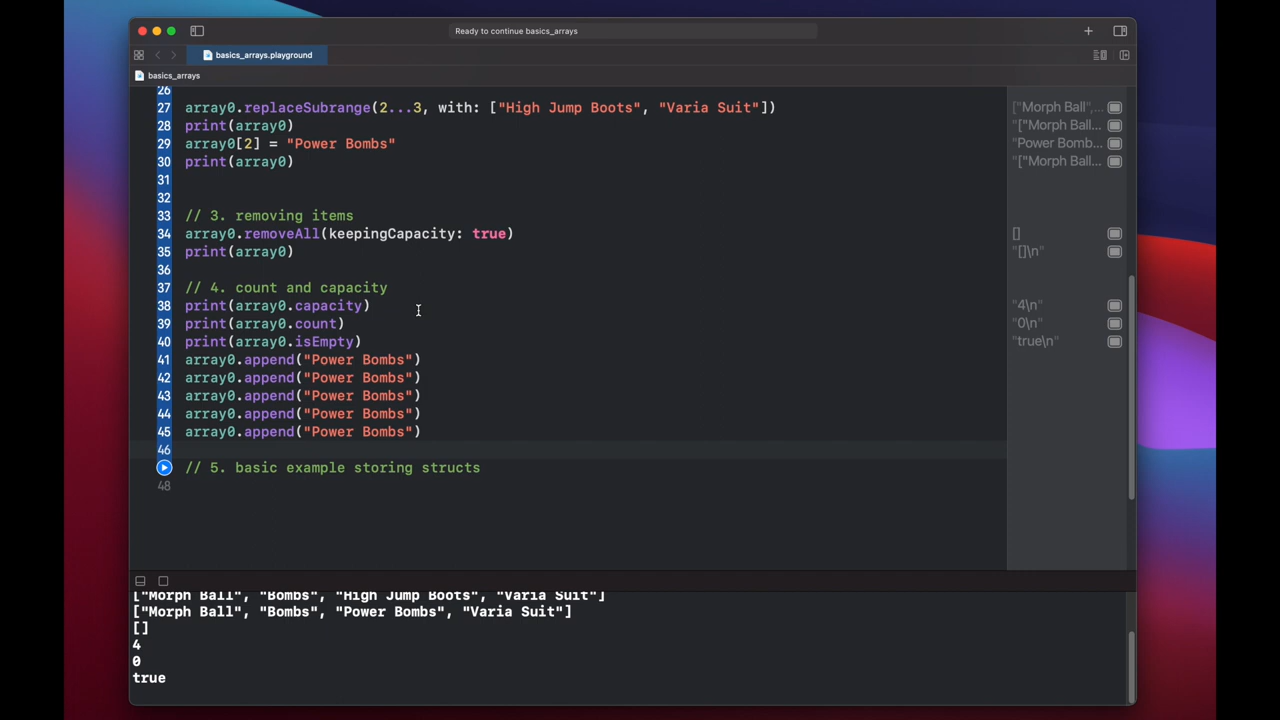 Ready to continue basics_arrays
basics_arrays.playground
basics_arrays
26
27 array0.replaceSubrange(2...3, with: ["High Jump Boots", "Varia Suit"]) ["Morph Ball",...
28 print(array0) "["Morph Ball...
29 array0[2] = "Power Bombs" "Power Bomb...
30 print(array0) "["Morph Ball...
31
32
33 // 3. removing items
34 array0.removeAll(keepingCapacity: true) []
35 print(array0) "[]\n"
36
37 // 4. count and capacity
38 print(array0.capacity) "4\n"
39 print(array0.count) "0\n"
40 print(array0.isEmpty) "true\n"
41 array0.append("Power Bombs")
42 array0.append("Power Bombs")
43 array0.append("Power Bombs")
44 array0.append("Power Bombs")
45 array0.append("Power Bombs")
46
// 5. basic example storing structs
48
["Morph Ball", "Bombs", "High Jump Boots", "Varia Suit"]
["Morph Ball", "Bombs", "Power Bombs", "Varia Suit"]
[]
4
0
true